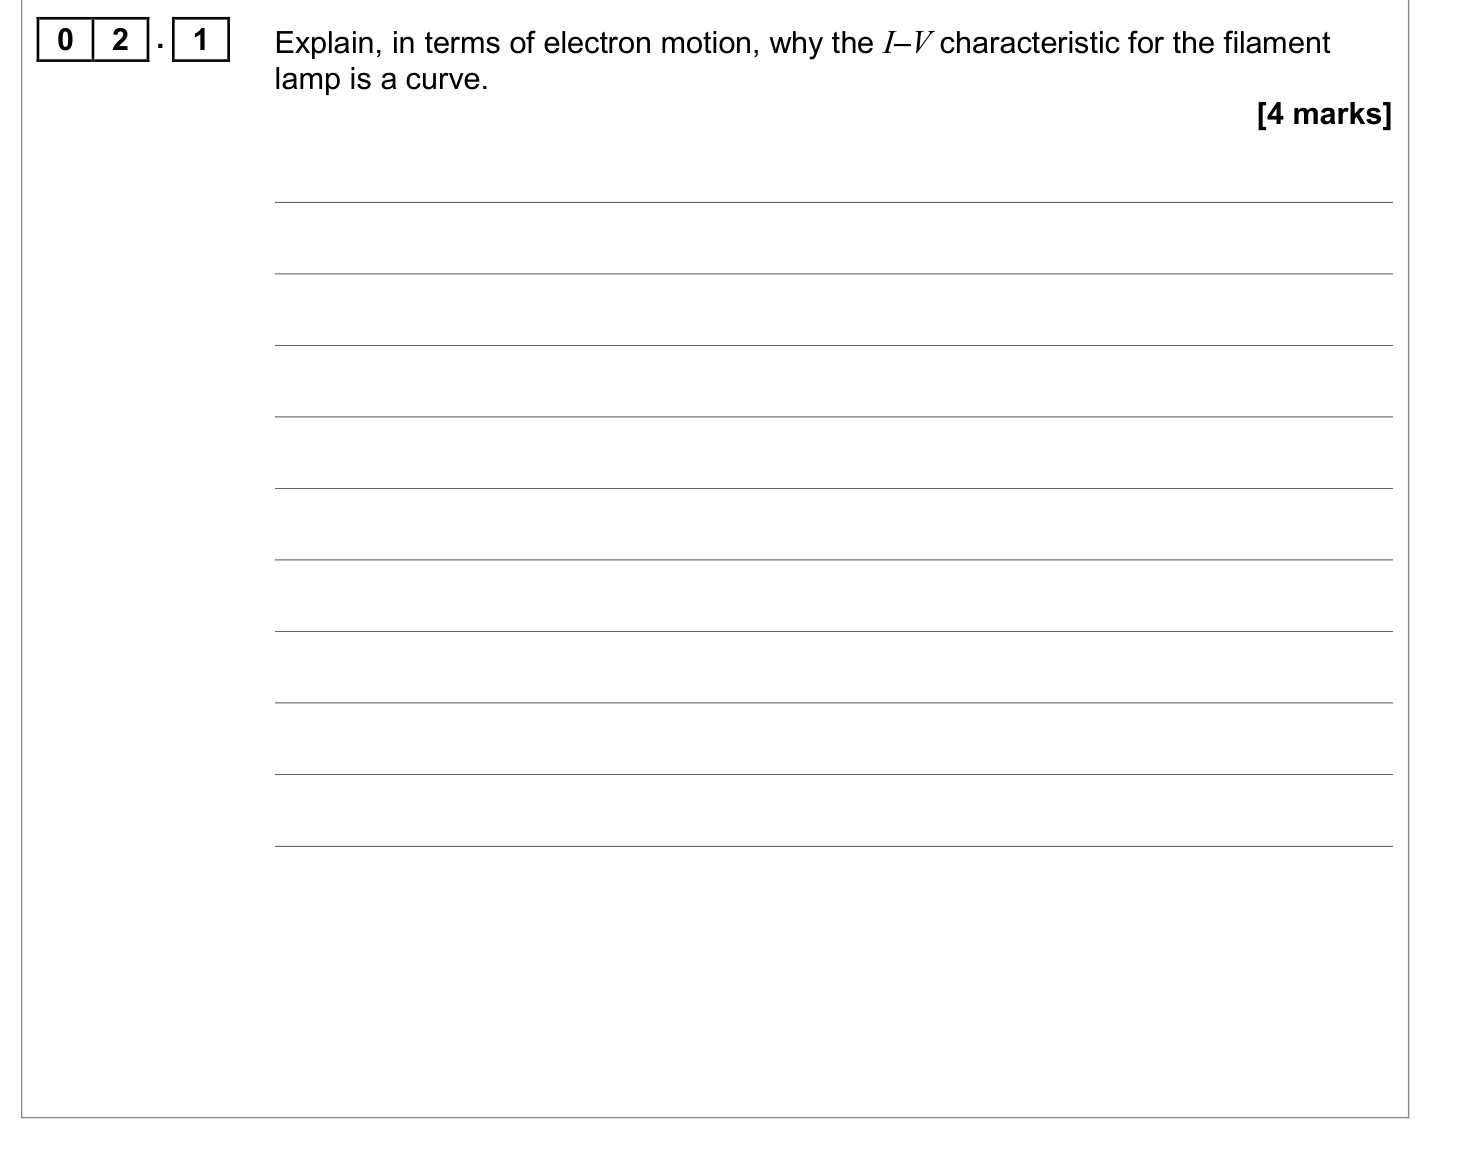 0 2 . 1 Explain, in terms of electron motion, why the I–V characteristic for the filament
lamp is a curve.
[4 marks]